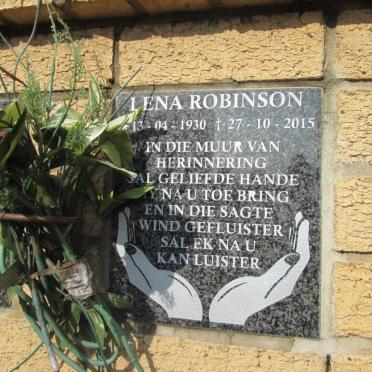 LENA ROBINSON
13-04-1930 † 27-10-2015
IN DIE MUUR VAN
HERINNERING
GELIEFDE HANDE
NA U TOE BRING
EN IN DIE SAGTE
WIND GEFLUISTER
SAL EK NA U
KAN LUISTER